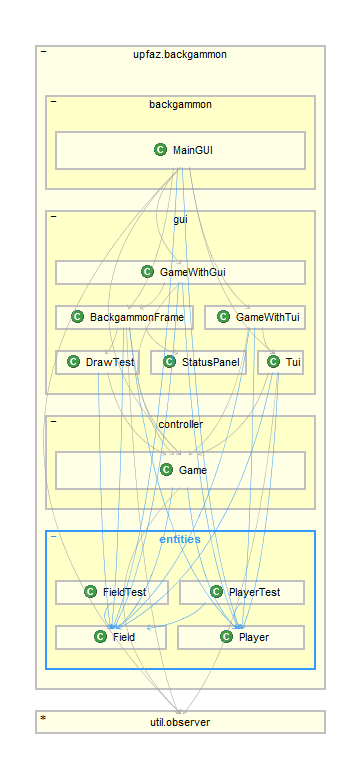 upfaz.backgammon
backgammon
C MainGUI
gui
C GameWithGui
C BackgammonFrame C GameWithTui
C DrawTest C StatusPanel C Tui
controller
C Game
entities
C FieldTest C PlayerTest
C Field C Player
* util.observer